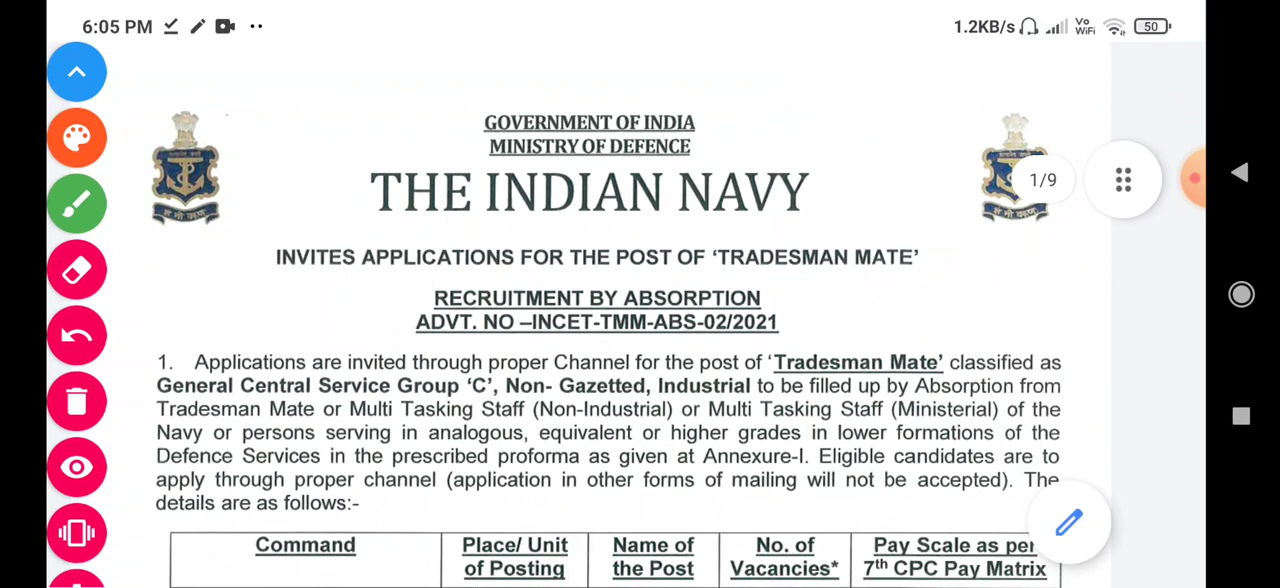 6:05 PM
1.2KB/s Vo WiFi 50
GOVERNMENT OF INDIA
MINISTRY OF DEFENCE
THE INDIAN NAVY
1/9
INVITES APPLICATIONS FOR THE POST OF ‘TRADESMAN MATE’
RECRUITMENT BY ABSORPTION
ADVT. NO –INCET-TMM-ABS-02/2021
1. Applications are invited through proper Channel for the post of ‘Tradesman Mate’ classified as
General Central Service Group ‘C’, Non- Gazetted, Industrial to be filled up by Absorption from
Tradesman Mate or Multi Tasking Staff (Non-Industrial) or Multi Tasking Staff (Ministerial) of the
Navy or persons serving in analogous, equivalent or higher grades in lower formations of the
Defence Services in the prescribed proforma as given at Annexure-I. Eligible candidates are to
apply through proper channel (application in other forms of mailing will not be accepted). The
details are as follows:-
Command Place/ Unit Name of No. of Pay Scale as per
of Posting the Post Vacancies* 7th CPC Pay Matrix